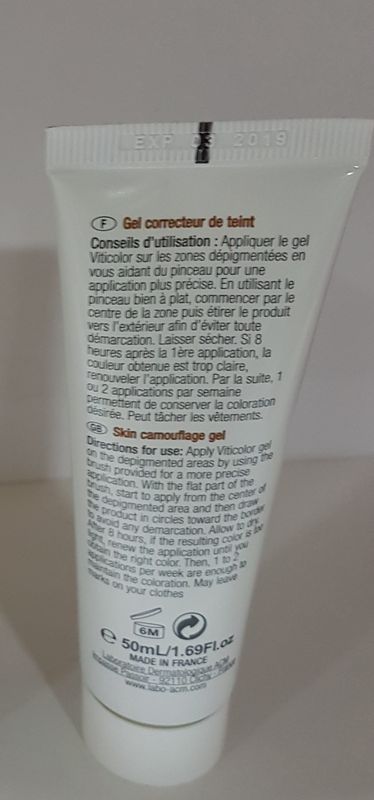 EXP 03 2019
F Gel correcteur de teint
Conseils d'utilisation : Appliquer le gel
Viticolor sur les zones dépigmentées en
vous aidant du pinceau pour une
application plus précise. En utilisant le
pinceau bien à plat, commencer par le
centre de la zone puis étirer le produit
vers l'extérieur afin d'éviter toute
démarcation. Laisser sécher. Si 8
heures après la 1ère application, la
couleur obtenue est trop claire,
renouveler l'application. Par la suite, 1
ou 2 applications par semaine
permettent de conserver la coloration
désirée. Peut tâcher les vêtements.
GB Skin camouflage gel
Directions for use: Apply Viticolor gel
on the depigmented areas by using the
brush provided for a more precise
application. With the flat part of the
brush, start to apply from the center of
the depigmented area and then draw
the product in circles toward the border
to avoid any demarcation. Allow to dry.
After 8 hours, if the resulting color is too
light, renew the application until you
obtain the right color. Then, 1 to 2
applications per week are enough to
maintain the coloration. May leave
marks on your clothes
6M
e 50mL/1.69Fl.oz
MADE IN FRANCE
Laboratoire Dermatologique ACM
Passoir - 92110 Clichy - France
www.labo-acm.com